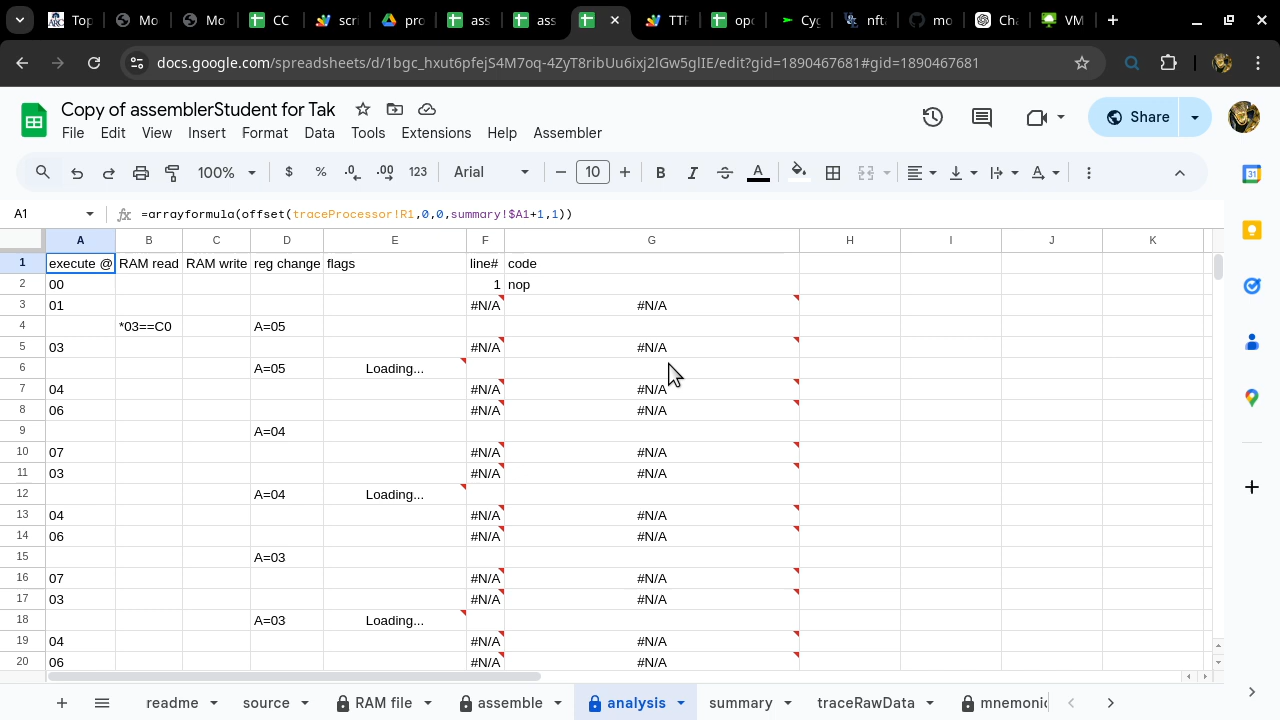 Top Mo Mo CC scr pro ass ass TTF opc Cyc nft mo Cha VM
docs.google.com/spreadsheets/d/1bgc_hxut6pfejS4M7oq-4ZyT8ribUu6ixj2lGw5glIE/edit?gid=1890467681#gid=1890467681
Copy of assemblerStudent for Tak
File Edit View Insert Format Data Tools Extensions Help Assembler
Share
100% $ % .0 .00 123 Arial 10 B I A
A1 fx =arrayformula(offset(traceProcessor!R1,0,0,summary!$A1+1,1))
A B C D E F G H I J K
1 execute @ RAM read RAM write reg change flags line# code
2 00 1 nop
3 01 #N/A #N/A
4 *03==C0 A=05
5 03 #N/A #N/A
6 A=05 Loading...
7 04 #N/A #N/A
8 06 #N/A #N/A
9 A=04
10 07 #N/A #N/A
11 03 #N/A #N/A
12 A=04 Loading...
13 04 #N/A #N/A
14 06 #N/A #N/A
15 A=03
16 07 #N/A #N/A
17 03 #N/A #N/A
18 A=03 Loading...
19 04 #N/A #N/A
20 06 #N/A #N/A
readme source RAM file assemble analysis summary traceRawData mnemonic
31